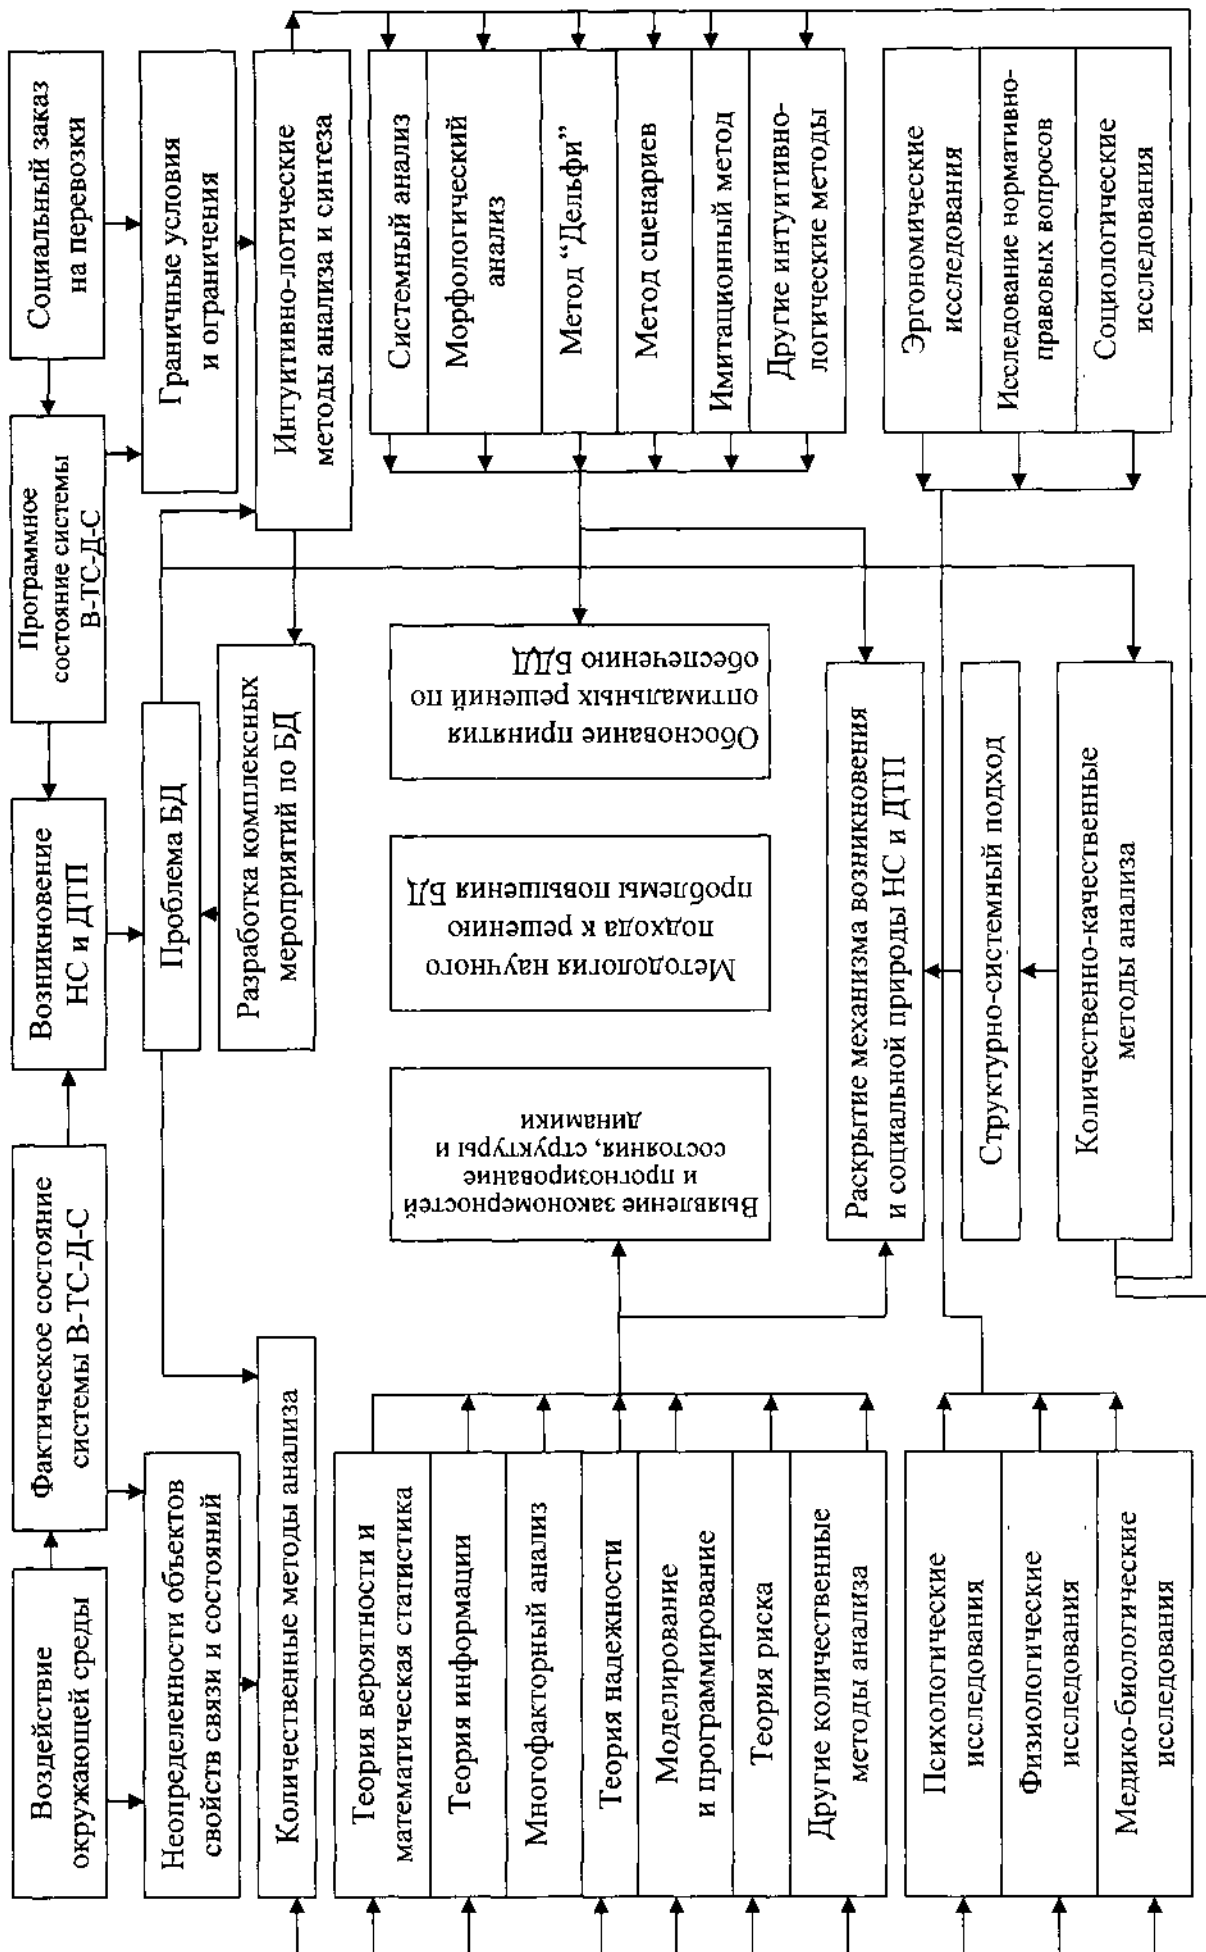 Воздействие
окружающей среды
Фактическое состояние
системы В-ТС-Д-С
Возникновение
НС и ДТП
Программное
состояние системы
В-ТС-Д-С
Социальный заказ
на перевозки
Неопределенности объектов
свойств связи и состояний
Проблема БД
Граничные условия
и ограничения
Количественные методы анализа
Разработка комплексных
мероприятий по БД
Интуитивно-логические
методы анализа и синтеза
Теория вероятности и
математическая статистика
Теория информации
Многофакторный анализ
Теория надежности
Моделирование
и программирование
Теория риска
Другие количественные
методы анализа
Выявление закономерностей
и прогнозирование
состояния, структуры и
динамики
Методология научного
подхода к решению
проблемы повышения БД
Обоснование принятия
оптимальных решений по
обеспечению БДД
Системный анализ
Морфологический
анализ
Метод “Дельфи”
Метод сценариев
Имитационный метод
Другие интуитивно-
логические методы
Раскрытие механизма возникновения
и социальной природы НС и ДТП
Структурно-системный подход
Количественно-качественные
методы анализа
Психологические
исследования
Физиологические
исследования
Медико-биологические
исследования
Эргономические
исследования
Исследование нормативно-
правовых вопросов
Социологические
исследования